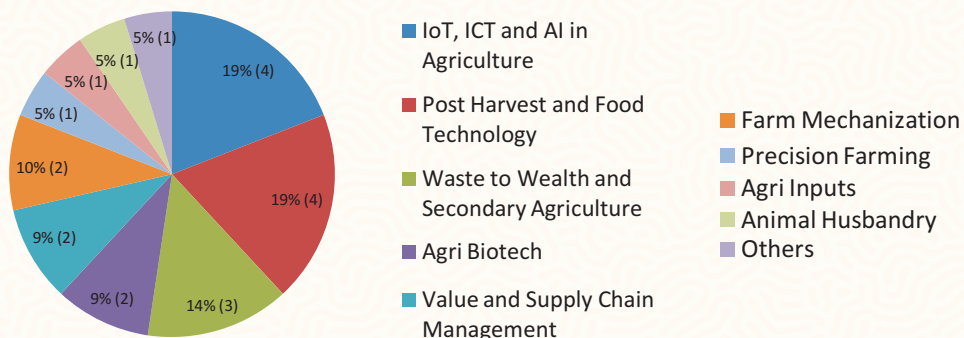 5% (1)
5% (1)
5% (1)
5% (1)
10% (2)
9% (2)
9% (2)
14% (3)
19% (4)
19% (4)
IoT, ICT and AI in
Agriculture
Post Harvest and Food
Technology
Waste to Wealth and
Secondary Agriculture
Agri Biotech
Value and Supply Chain
Management
Farm Mechanization
Precision Farming
Agri Inputs
Animal Husbandry
Others